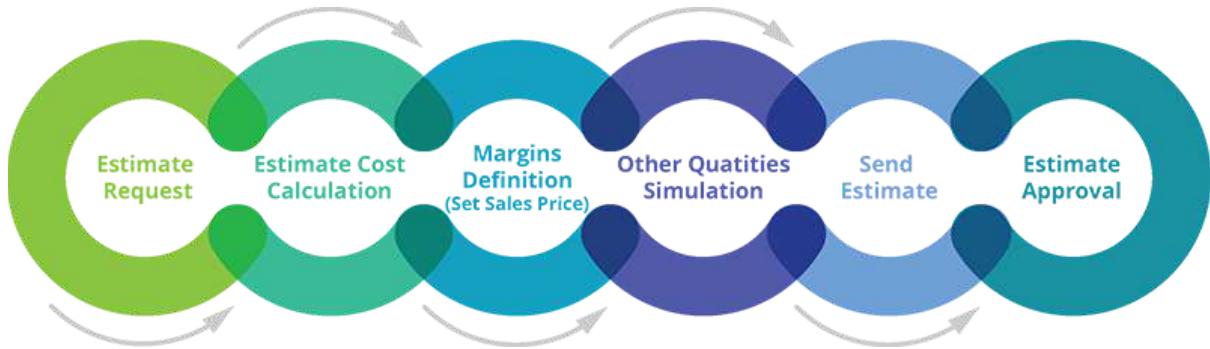 Estimate
Request
Estimate Cost
Calculation
Margins
Definition
(Set Sales Price)
Other Quatities
Simulation
Send
Estimate
Estimate
Approval